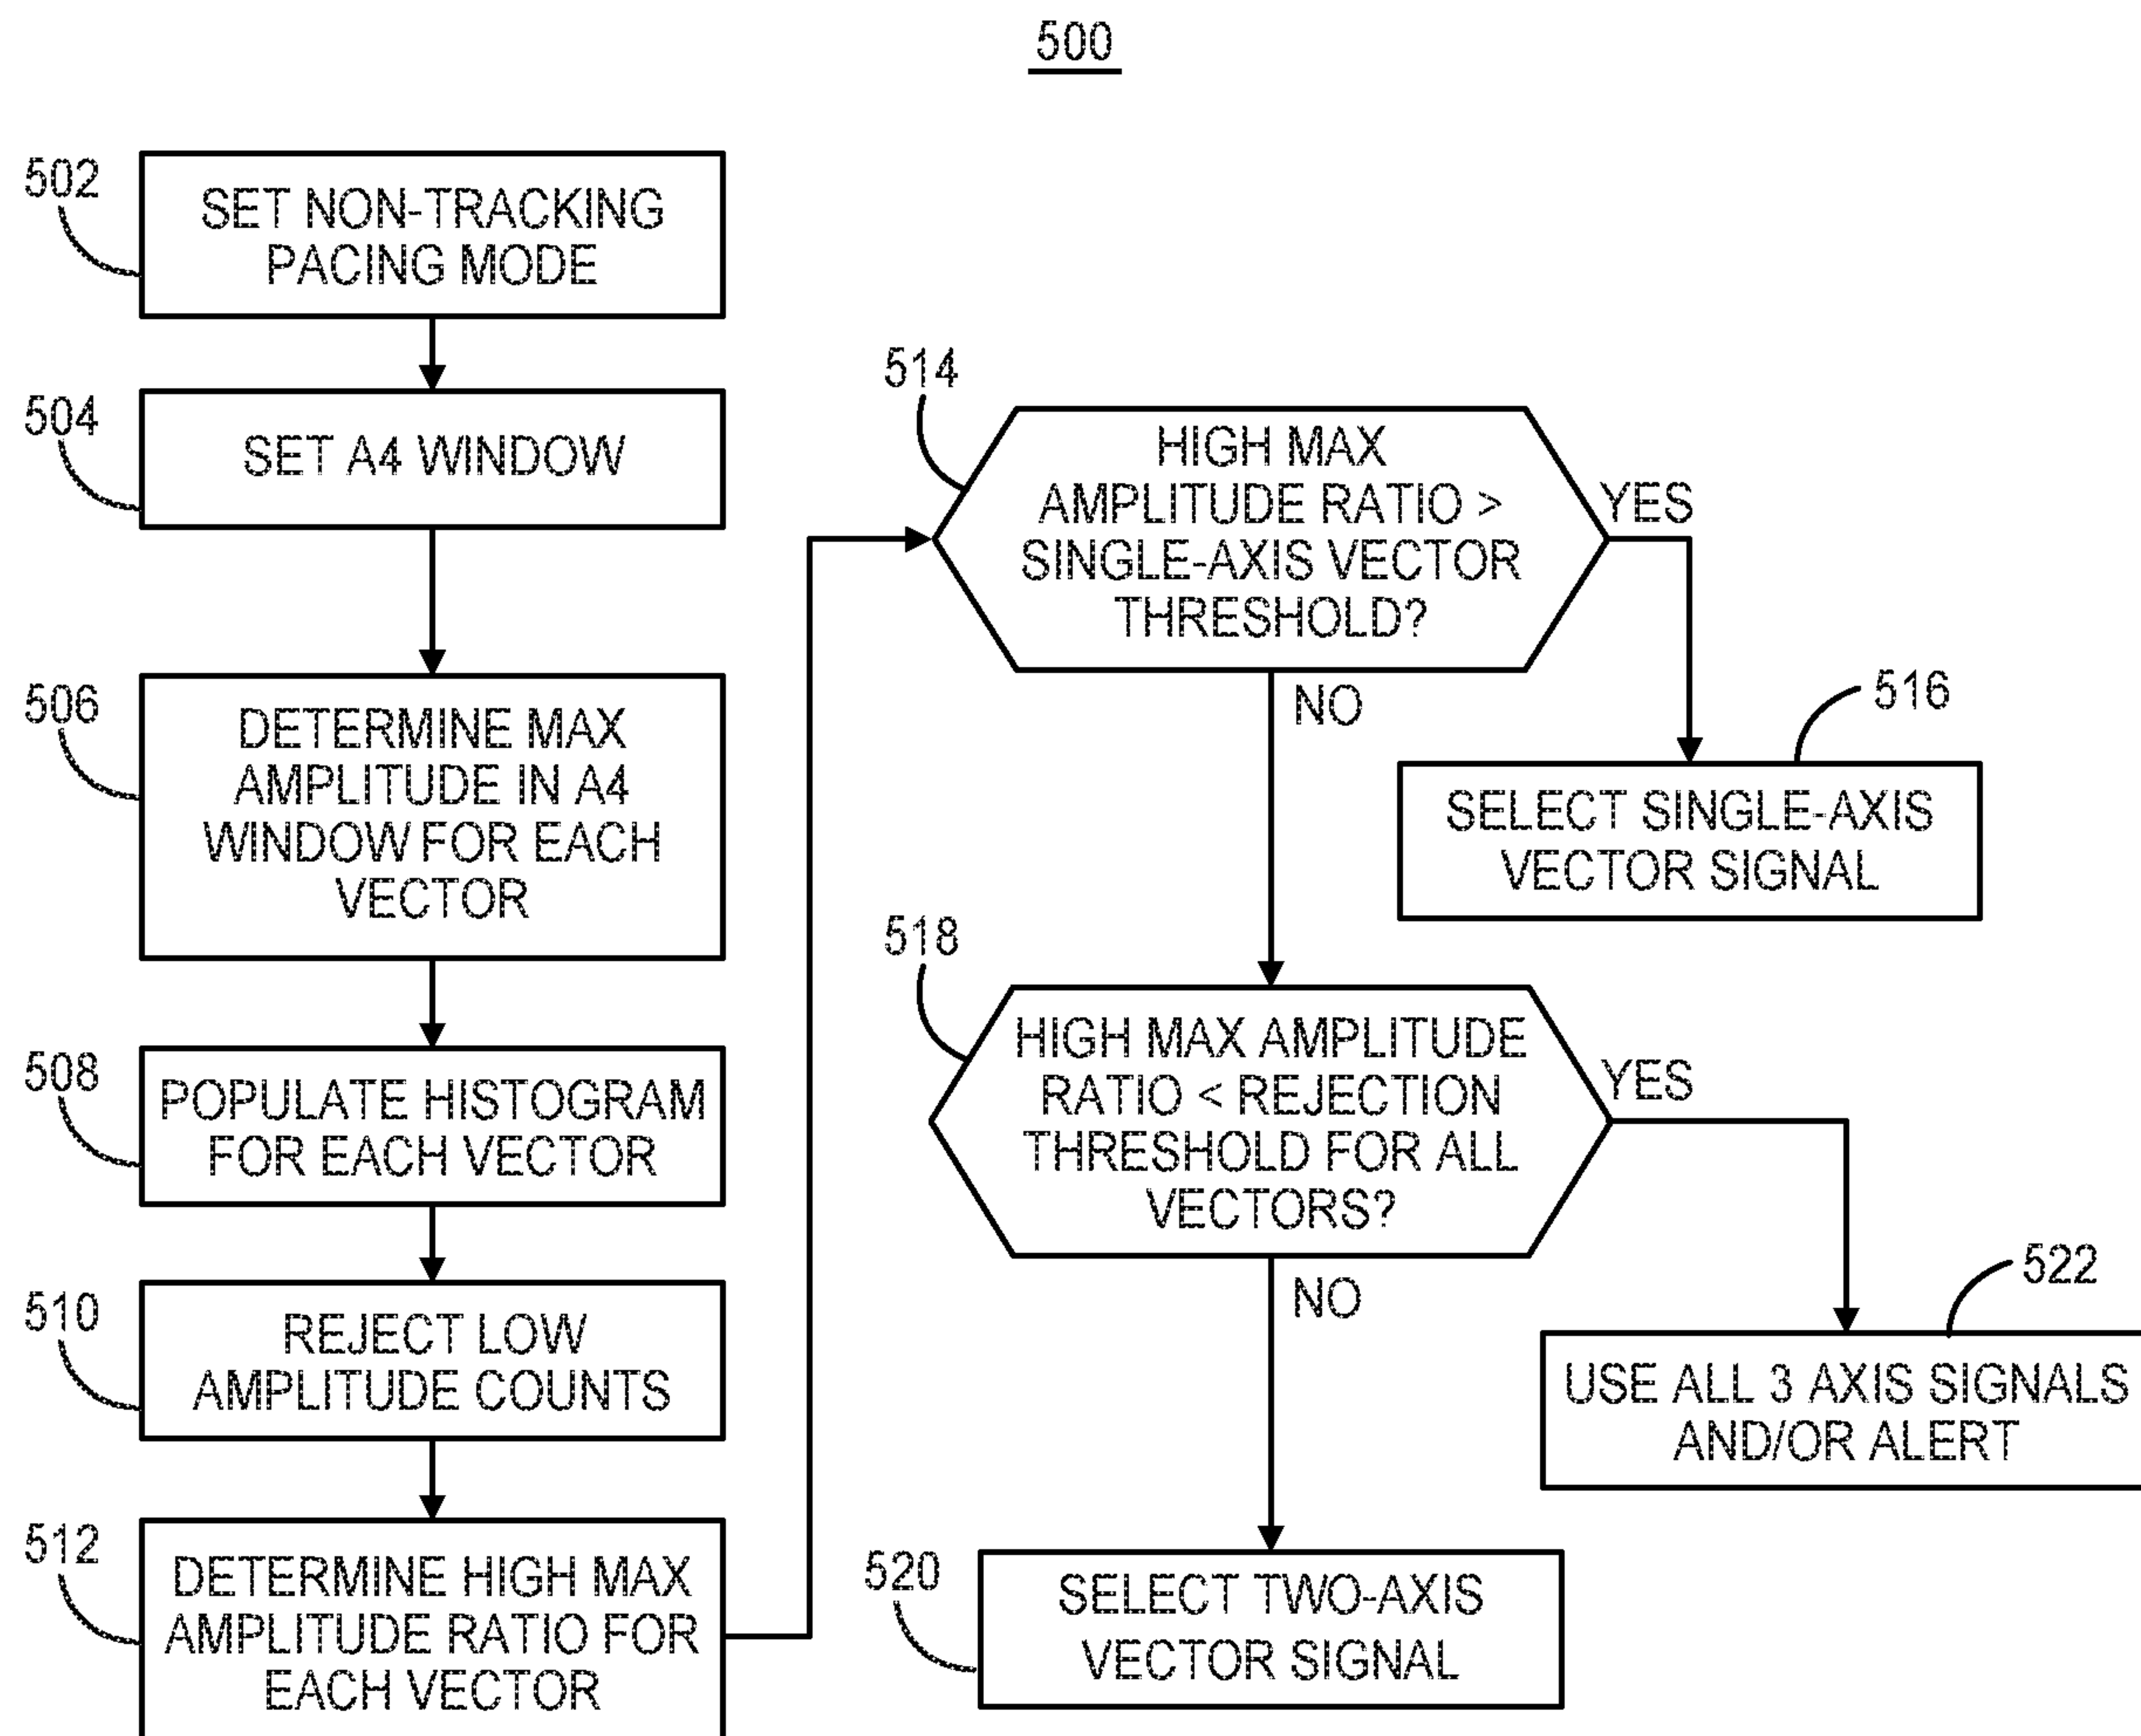 500
502
SET NON-TRACKING
PACING MODE
504
SET A4 WINDOW
506
DETERMINE MAX
AMPLITUDE IN A4
WINDOW FOR EACH
VECTOR
508
POPULATE HISTOGRAM
FOR EACH VECTOR
510
REJECT LOW
AMPLITUDE COUNTS
512
DETERMINE HIGH MAX
AMPLITUDE RATIO FOR
EACH VECTOR
514
HIGH MAX
AMPLITUDE RATIO >
SINGLE-AXIS VECTOR
THRESHOLD?
YES
NO
516
SELECT SINGLE-AXIS
VECTOR SIGNAL
518
HIGH MAX AMPLITUDE
RATIO < REJECTION
THRESHOLD FOR ALL
VECTORS?
YES
NO
522
USE ALL 3 AXIS SIGNALS
AND/OR ALERT
520
SELECT TWO-AXIS
VECTOR SIGNAL